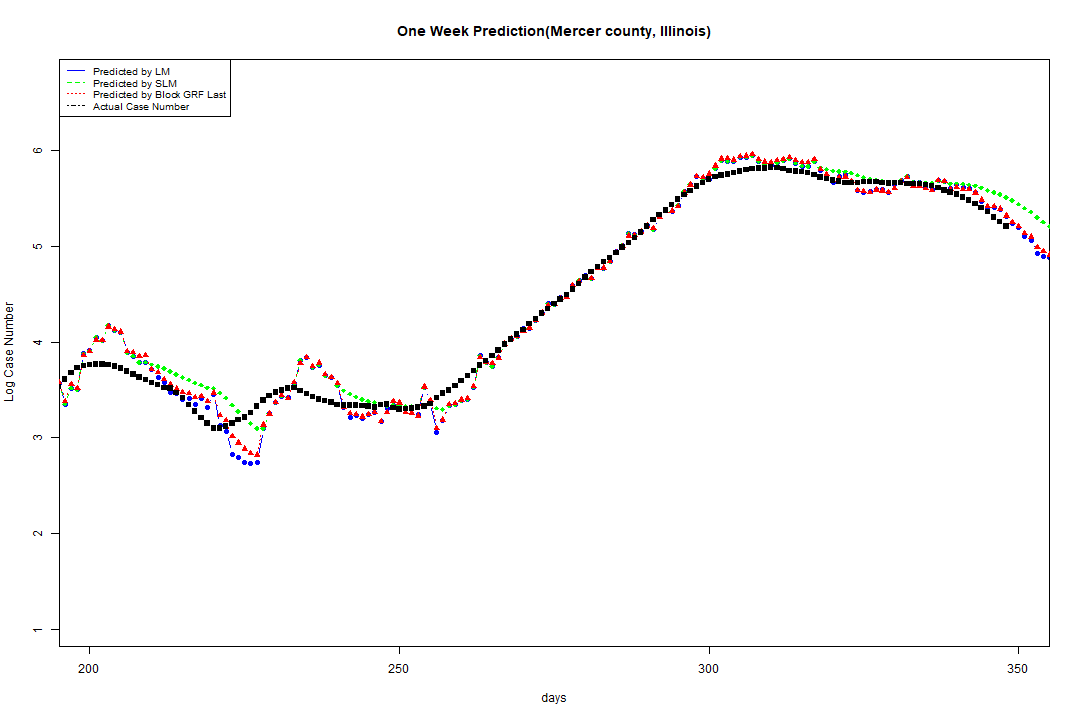 One Week Prediction(Mercer county, Illinois)
Predicted by LM
Predicted by SLM
Predicted by Block GRF Last
Actual Case Number
6
5
4
3
2
1
Log Case Number
200
250
300
350
days